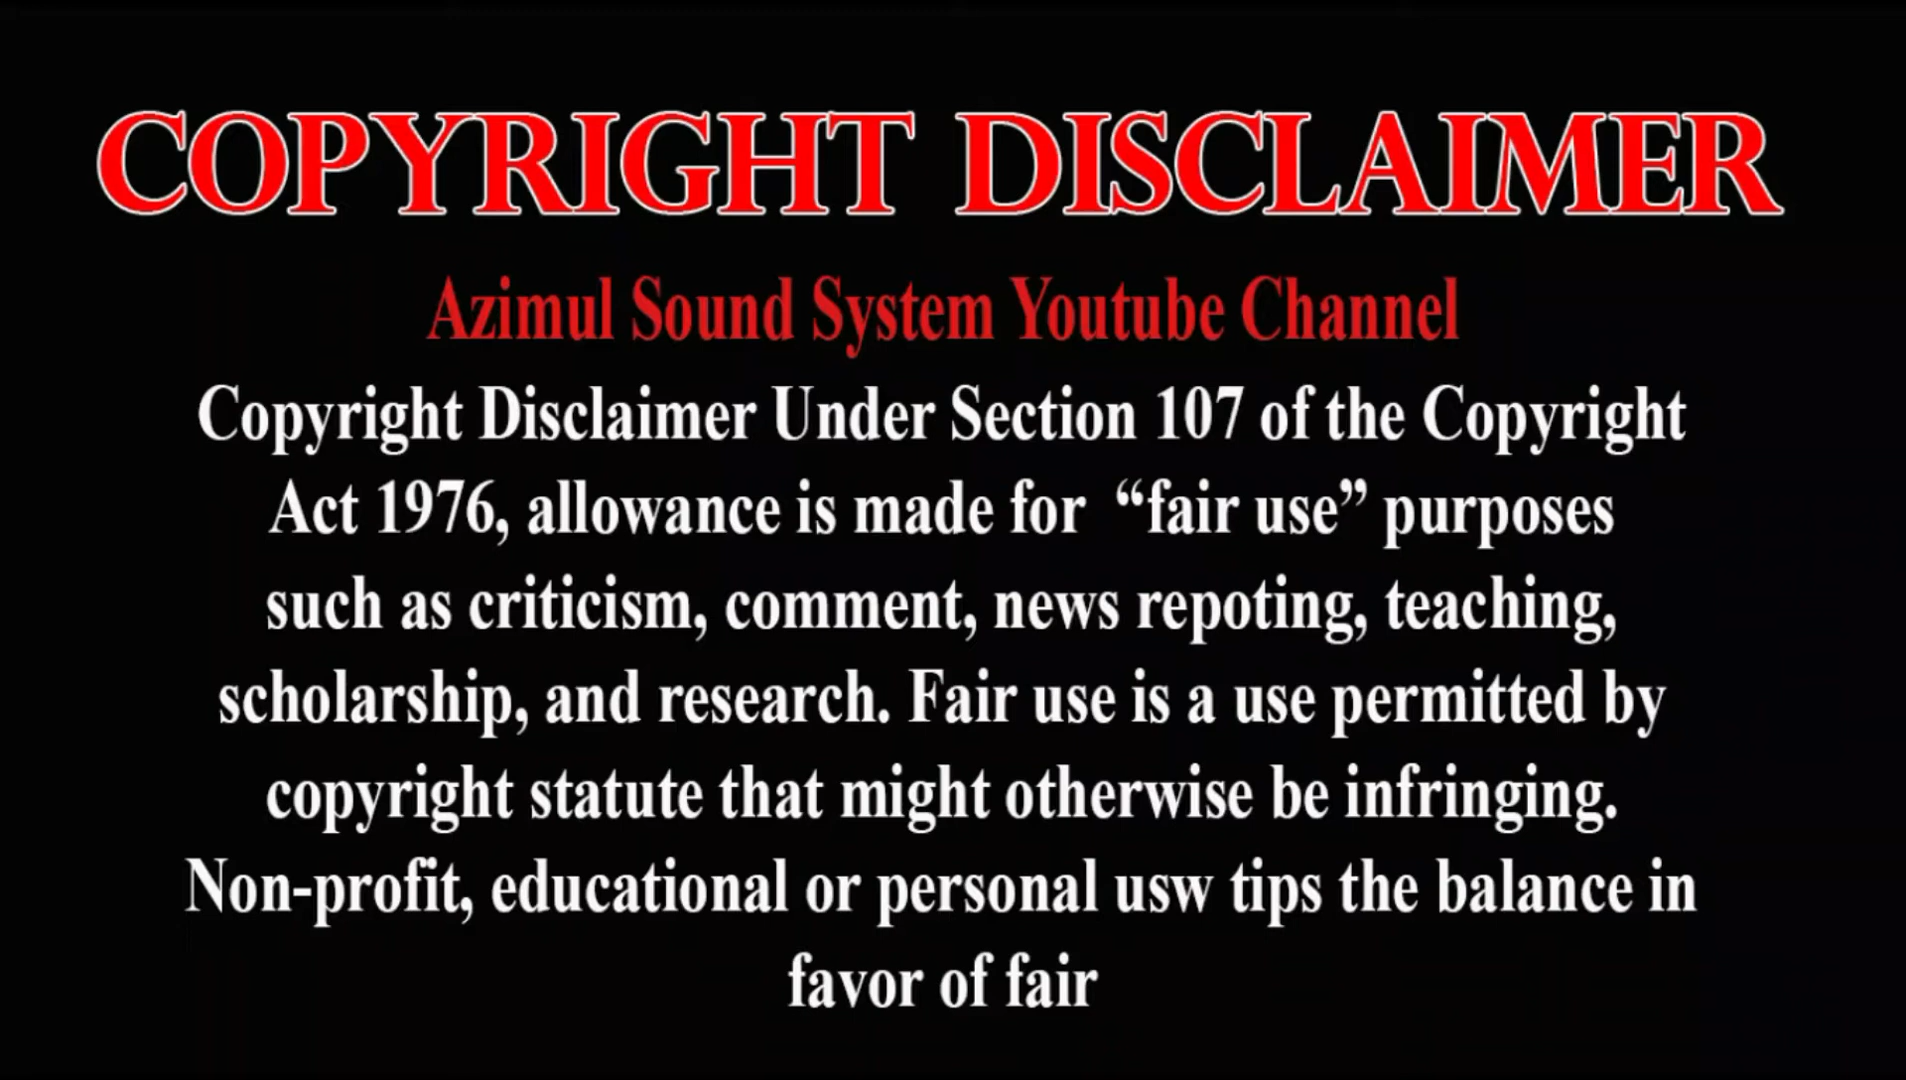 COPYRIGHT DISCLAIMER
Azimul Sound System Youtube Channel
Copyright Disclaimer Under Section 107 of the Copyright
Act 1976, allowance is made for “fair use” purposes
such as criticism, comment, news repoting, teaching,
scholarship, and research. Fair use is a use permitted by
copyright statute that might otherwise be infringing.
Non-profit, educational or personal usw tips the balance in
favor of fair